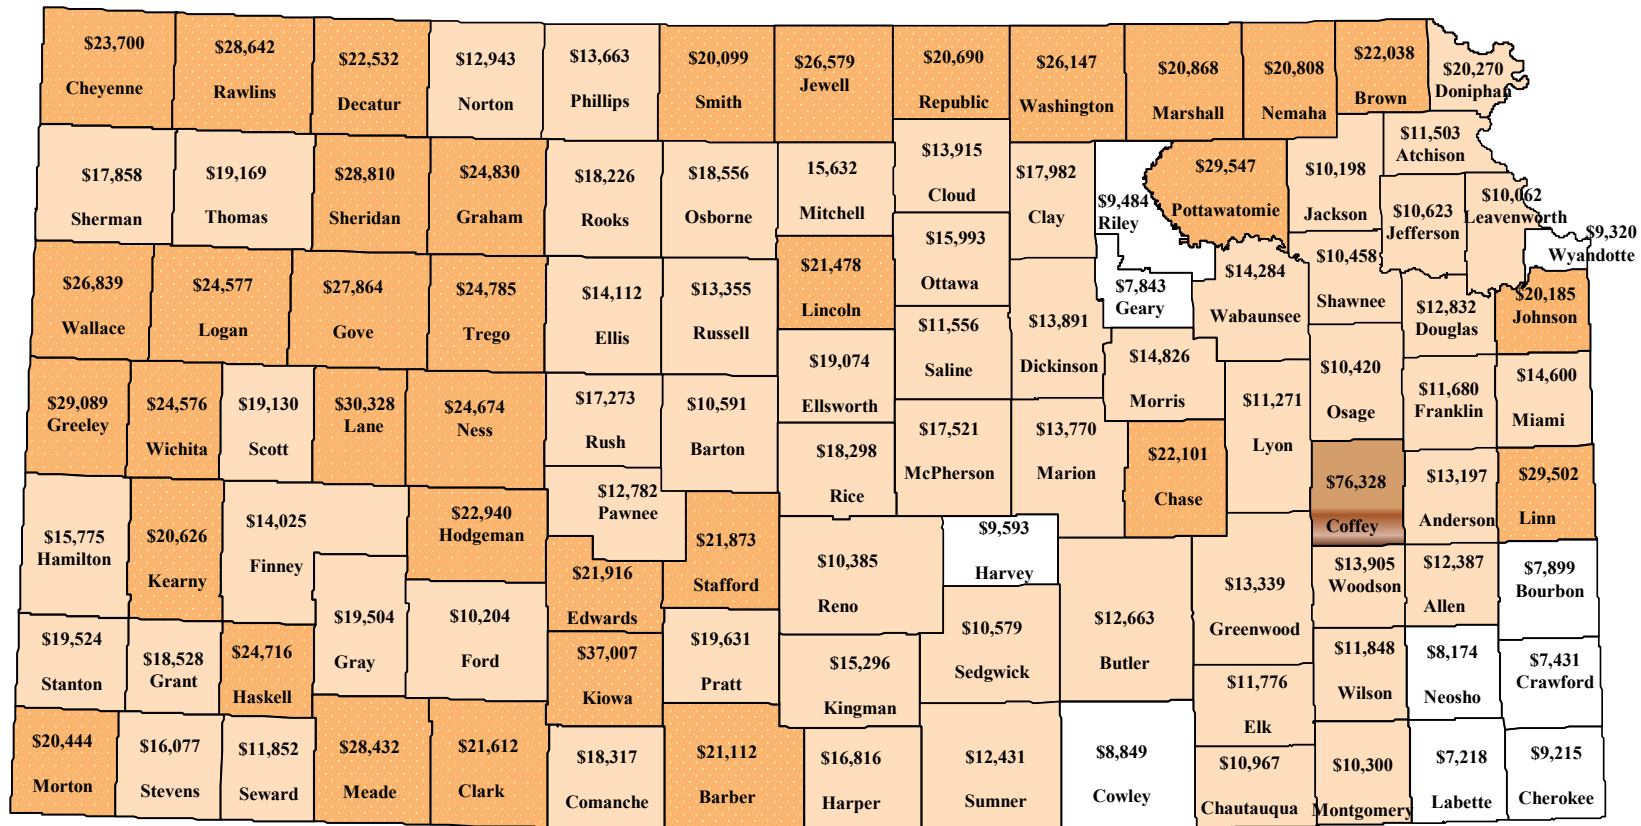 $23,700
Cheyenne
$28,642
Rawlins
$22,532
Decatur
$12,943
Norton
$13,663
Phillips
$20,099
Smith
$26,579
Jewell
$20,690
Republic
$26,147
Washington
$20,868
Marshall
$20,808
Nemaha
$22,038
Brown
$20,270
Doniphan
$17,858
Sherman
$19,169
Thomas
$28,810
Sheridan
$24,830
Graham
$18,226
Rooks
$18,556
Osborne
15,632
Mitchell
$13,915
Cloud
$17,982
Clay
$9,484
Riley
$29,547
Pottawatomie
$10,198
Jackson
$11,503
Atchison
$10,623
Jefferson
$10,062
Leavenworth
$9,320
Wyandotte
$26,839
Wallace
$24,577
Logan
$27,864
Gove
$24,785
Trego
$14,112
Ellis
$13,355
Russell
$21,478
Lincoln
$15,993
Ottawa
$11,556
Saline
$13,891
Dickinson
$7,843
Geary
$14,284
Wabaunsee
$10,458
Shawnee
$12,832
Douglas
$20,185
Johnson
$29,089
Greeley
$24,576
Wichita
$19,130
Scott
$30,328
Lane
$24,674
Ness
$17,273
Rush
$10,591
Barton
$19,074
Ellsworth
$18,298
Rice
$17,521
McPherson
$13,770
Marion
$14,826
Morris
$22,101
Chase
$11,271
Lyon
$10,420
Osage
$11,680
Franklin
$14,600
Miami
$76,328
Coffey
$13,197
Anderson
$29,502
Linn
$15,775
Hamilton
$20,626
Kearny
$14,025
Finney
$22,940
Hodgeman
$12,782
Pawnee
$21,873
Stafford
$21,916
Edwards
$10,385
Reno
$9,593
Harvey
$12,663
Butler
$13,339
Greenwood
$13,905
Woodson
$12,387
Allen
$7,899
Bourbon
$19,524
Stanton
$18,528
Grant
$24,716
Haskell
$19,504
Gray
$10,204
Ford
$37,007
Kiowa
$19,631
Pratt
$15,296
Kingman
$10,579
Sedgwick
$11,776
Elk
$11,848
Wilson
$8,174
Neosho
$7,431
Crawford
$20,444
Morton
$16,077
Stevens
$11,852
Seward
$28,432
Meade
$21,612
Clark
$18,317
Comanche
$21,112
Barber
$16,816
Harper
$12,431
Sumner
$8,849
Cowley
$10,967
Chautauqua
$10,300
Montgomery
$7,218
Labette
$9,215
Cherokee